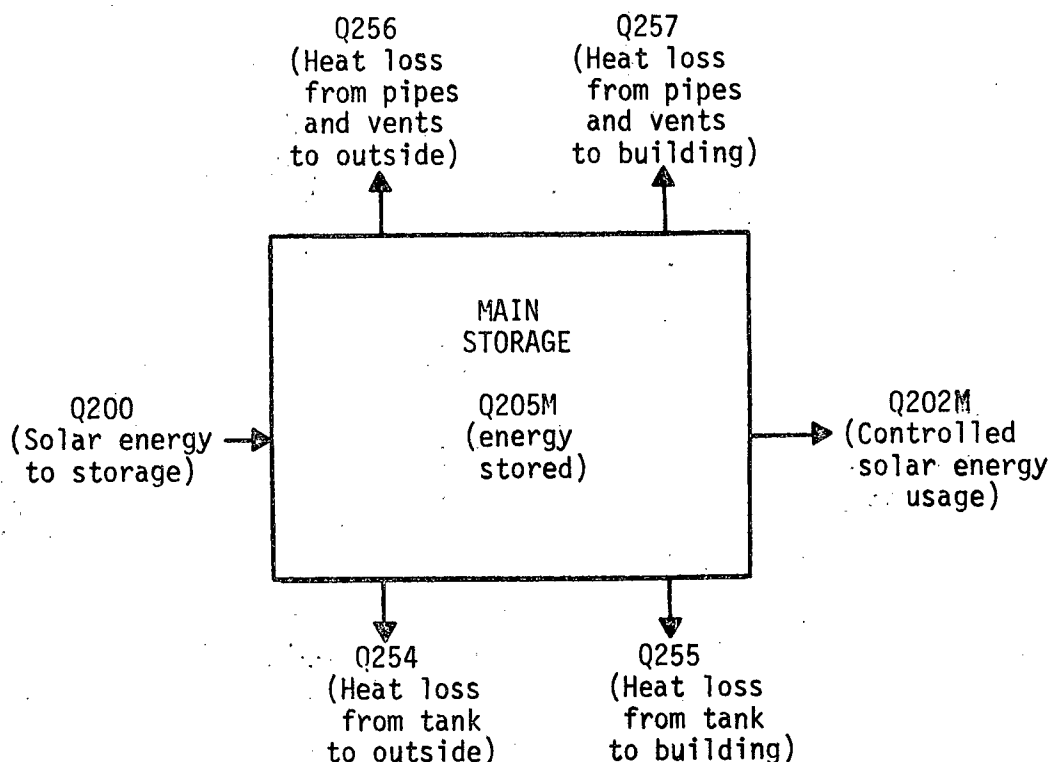 Q256
(Heat loss
from pipes
and vents
to outside)
Q257
(Heat loss
from pipes
and vents
to building)
MAIN
STORAGE
Q200
(Solar energy
to storage)
Q205M
(energy
stored)
Q202M
(Controlled
solar energy
usage)
Q254
(Heat loss
from tank
to outside)
Q255
(Heat loss
from tank
to building)